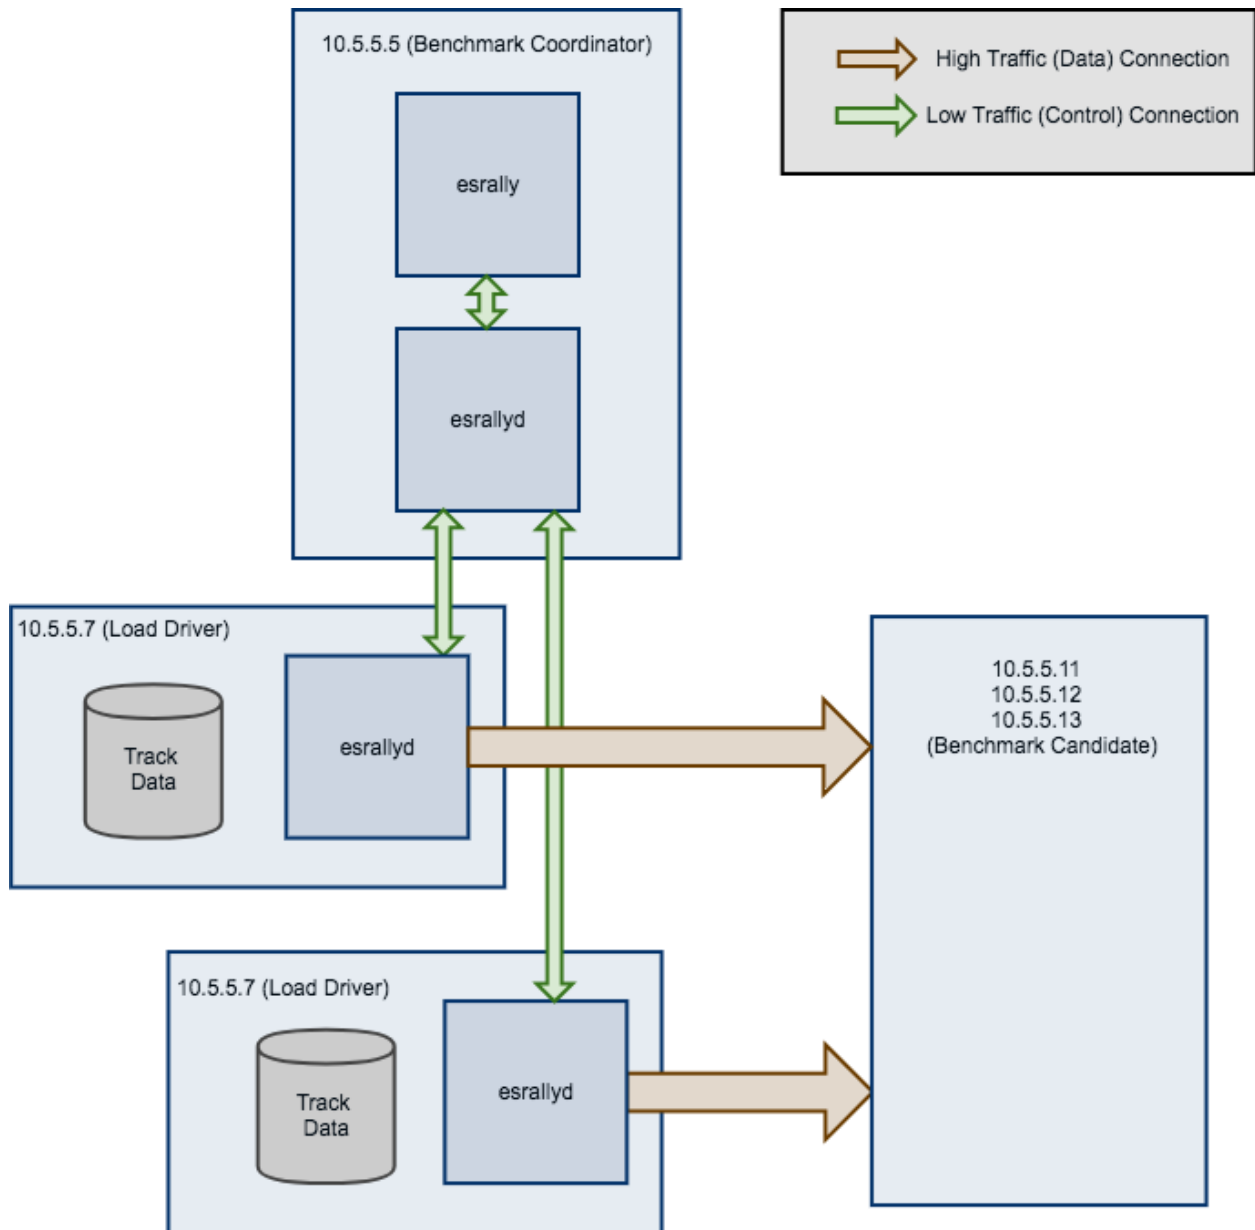 10.5.5.5 (Benchmark Coordinator)
High Traffic (Data) Connection
Low Traffic (Control) Connection
esrally
esrallyd
10.5.5.7 (Load Driver)
Track
Data
esrallyd
10.5.5.11
10.5.5.12
10.5.5.13
(Benchmark Candidate)
10.5.5.7 (Load Driver)
Track
Data
esrallyd